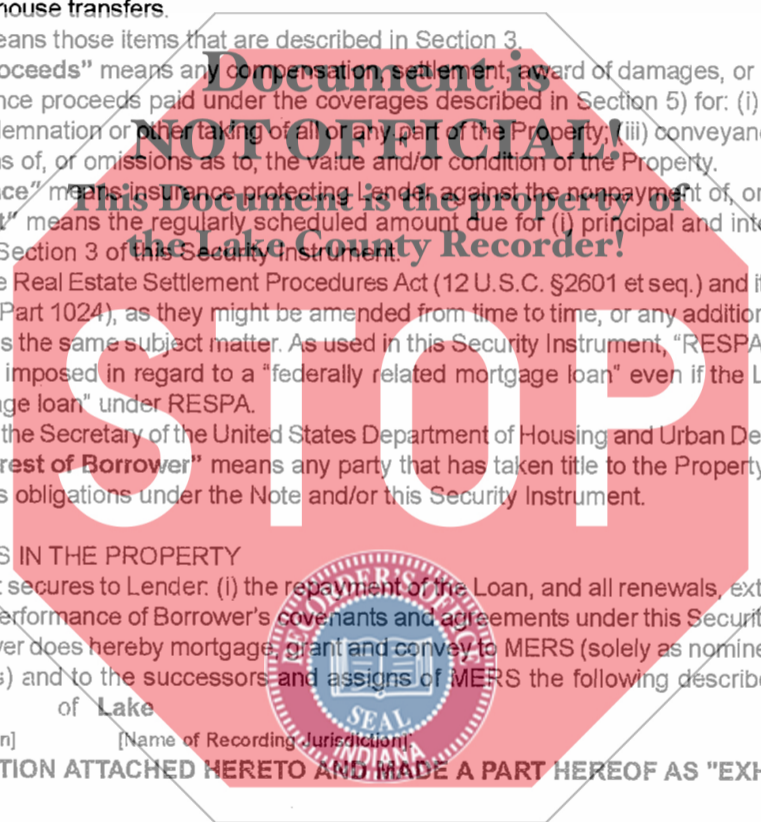 house transfers.
eans those items that are described in Section 3.
oceeds” means any compensation, settlement, award of damages, or
nce proceeds paid under the coverages described in Section 5) for: (i)
demnation or other taking of all or any part of the Property; (iii) conveyan
s of, or omissions as to, the value and/or condition of the Property.
ce” means insurance protecting Lender against the nonpayment of, or
t” means the regularly scheduled amount due for (i) principal and inte
Section 3 of this Security Instrument.
e Real Estate Settlement Procedures Act (12 U.S.C. §2601 et seq.) and i
Part 1024), as they might be amended from time to time, or any addition
s the same subject matter. As used in this Security Instrument, “RESPA
imposed in regard to a “federally related mortgage loan” even if the L
ge loan” under RESPA.
the Secretary of the United States Department of Housing and Urban De
rest of Borrower” means any party that has taken title to the Property
s obligations under the Note and/or this Security Instrument.
S IN THE PROPERTY
t secures to Lender: (i) the repayment of the Loan, and all renewals, ext
erformance of Borrower's covenants and agreements under this Securit
er does hereby mortgage, grant and convey to MERS (solely as nomine
s) and to the successors and assigns of MERS the following describe
of Lake
n] [Name of Recording Jurisdiction]:
TION ATTACHED HERETO AND MADE A PART HEREOF AS "EXH
Document is
NOT OFFICIAL!
This Document is the property of
the Lake County Recorder!
STOP
RECORDER'S OFFICE
SEAL
INDIANA